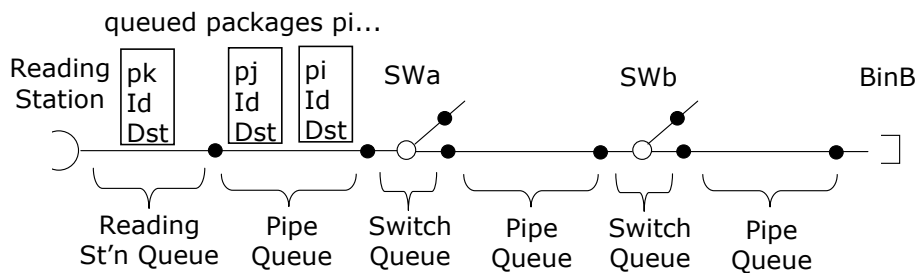 queued packages pi...
Reading
Station
pk
Id
Dst
pj
Id
Dst
pi
Id
Dst
SWa
SWb
BinB
Reading
St'n Queue
Pipe
Queue
Switch
Queue
Pipe
Queue
Switch
Queue
Pipe
Queue